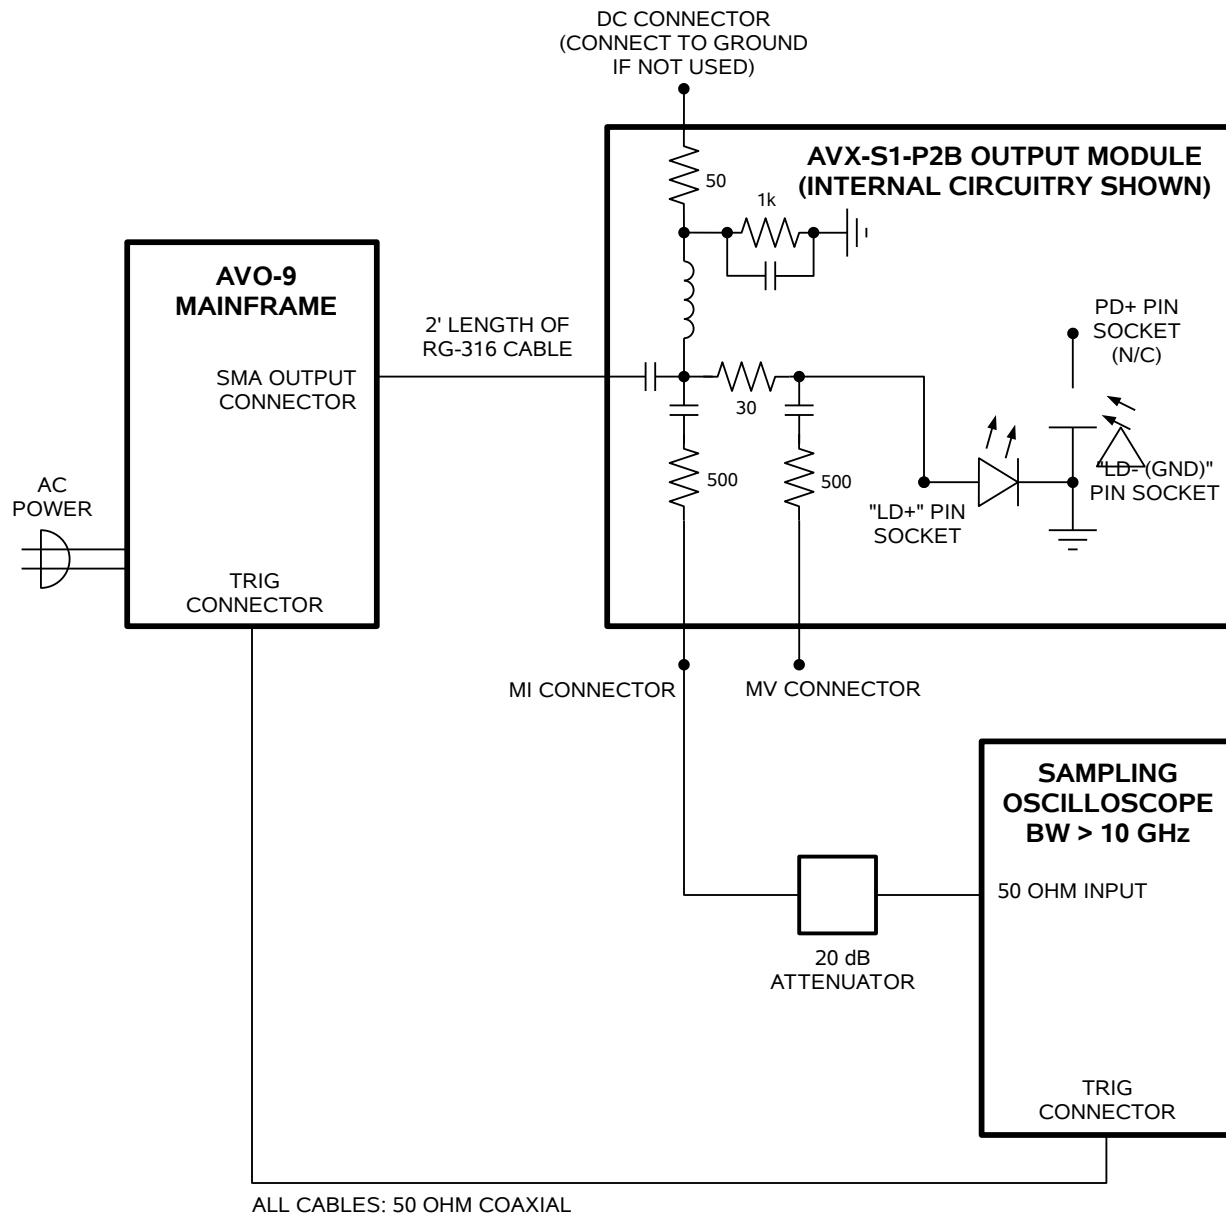 DC CONNECTOR
(CONNECT TO GROUND
IF NOT USED)
AVX-S1-P2B OUTPUT MODULE
(INTERNAL CIRCUITRY SHOWN)
50
1k
AVO-9
MAINFRAME
2' LENGTH OF
RG-316 CABLE
PD+ PIN
SOCKET
(N/C)
SMA OUTPUT
CONNECTOR
30
500
500
"LD- (GND)"
PIN SOCKET
"LD+" PIN
SOCKET
AC
POWER
TRIG
CONNECTOR
MI CONNECTOR
MV CONNECTOR
SAMPLING
OSCILLOSCOPE
BW > 10 GHz
50 OHM INPUT
20 dB
ATTENUATOR
TRIG
CONNECTOR
ALL CABLES: 50 OHM COAXIAL